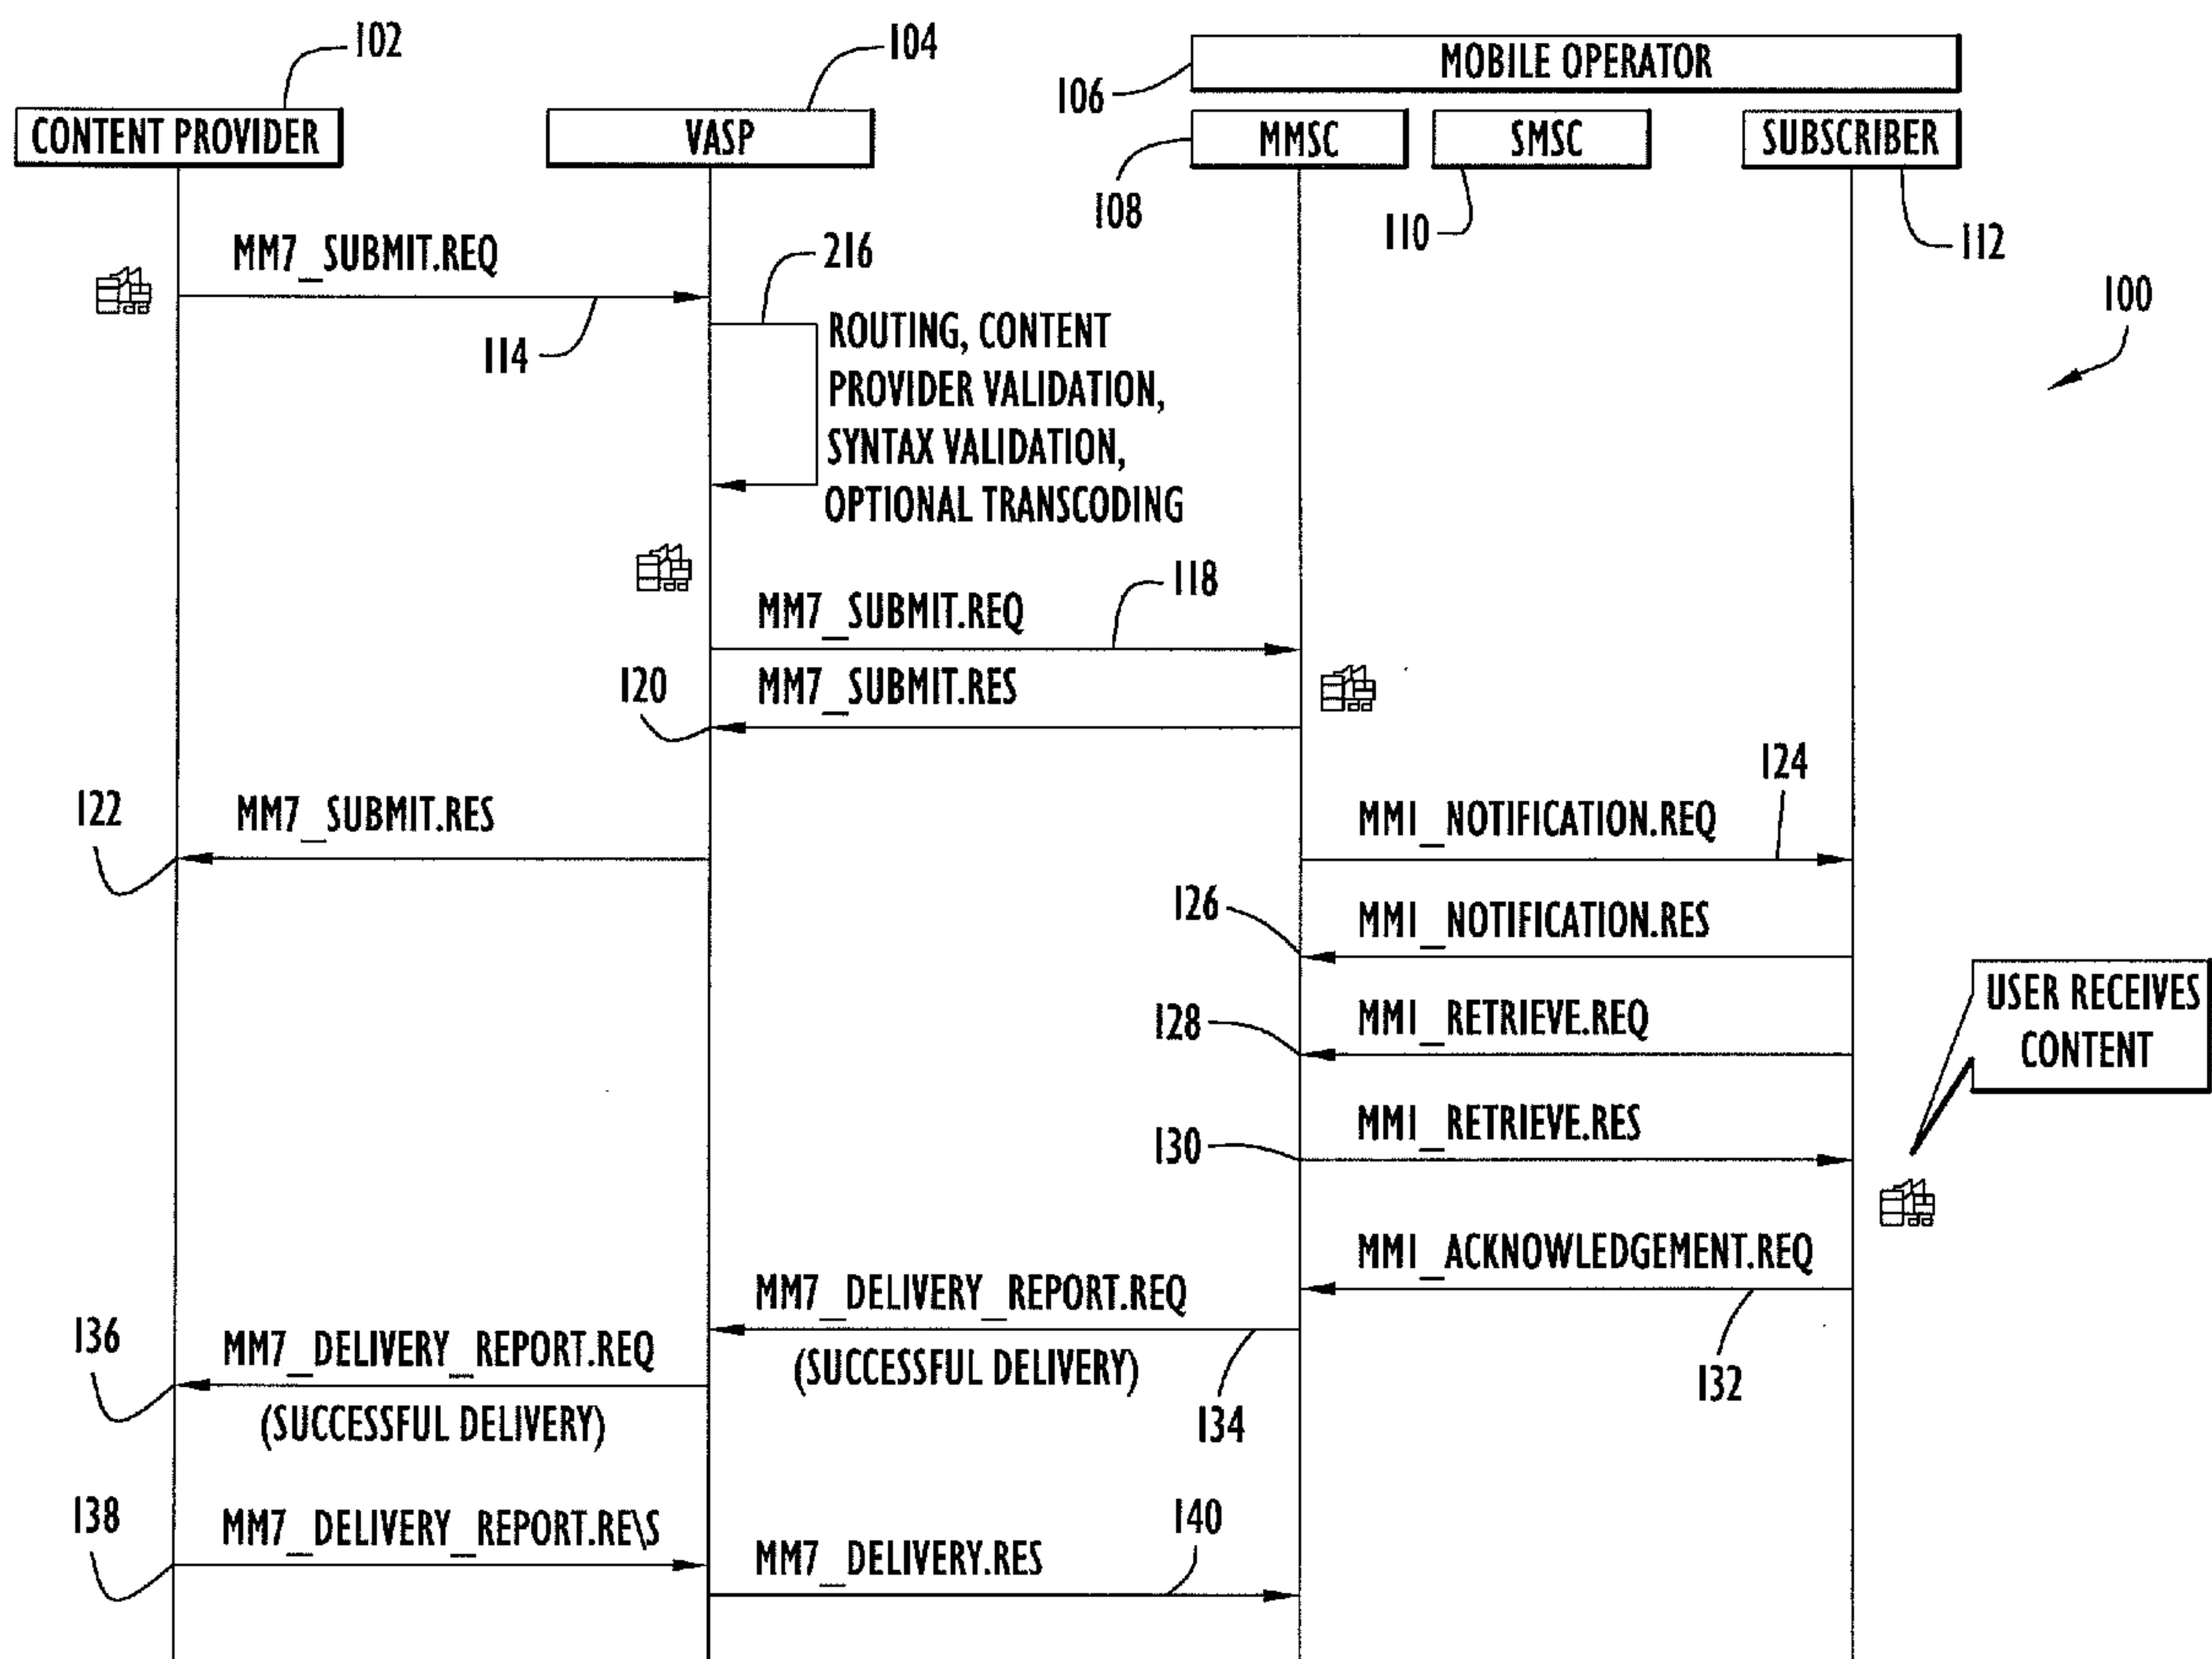 102
104
106
MOBILE OPERATOR
CONTENT PROVIDER
VASP
MMSC
SMSC
SUBSCRIBER
108
110
112
100
MM7_SUBMIT.REQ
114
216
ROUTING, CONTENT
PROVIDER VALIDATION,
SYNTAX VALIDATION,
OPTIONAL TRANSCODING
MM7_SUBMIT.REQ
118
120
MM7_SUBMIT.RES
122
MM7_SUBMIT.RES
124
MM1_NOTIFICATION.REQ
126
MM1_NOTIFICATION.RES
128
MM1_RETRIEVE.REQ
USER RECEIVES
CONTENT
130
MM1_RETRIEVE.RES
MM1_ACKNOWLEDGEMENT.REQ
132
MM7_DELIVERY_REPORT.REQ
(SUCCESSFUL DELIVERY)
134
136
MM7_DELIVERY_REPORT.REQ
(SUCCESSFUL DELIVERY)
138
MM7_DELIVERY_REPORT.RE\S
140
MM7_DELIVERY.RES